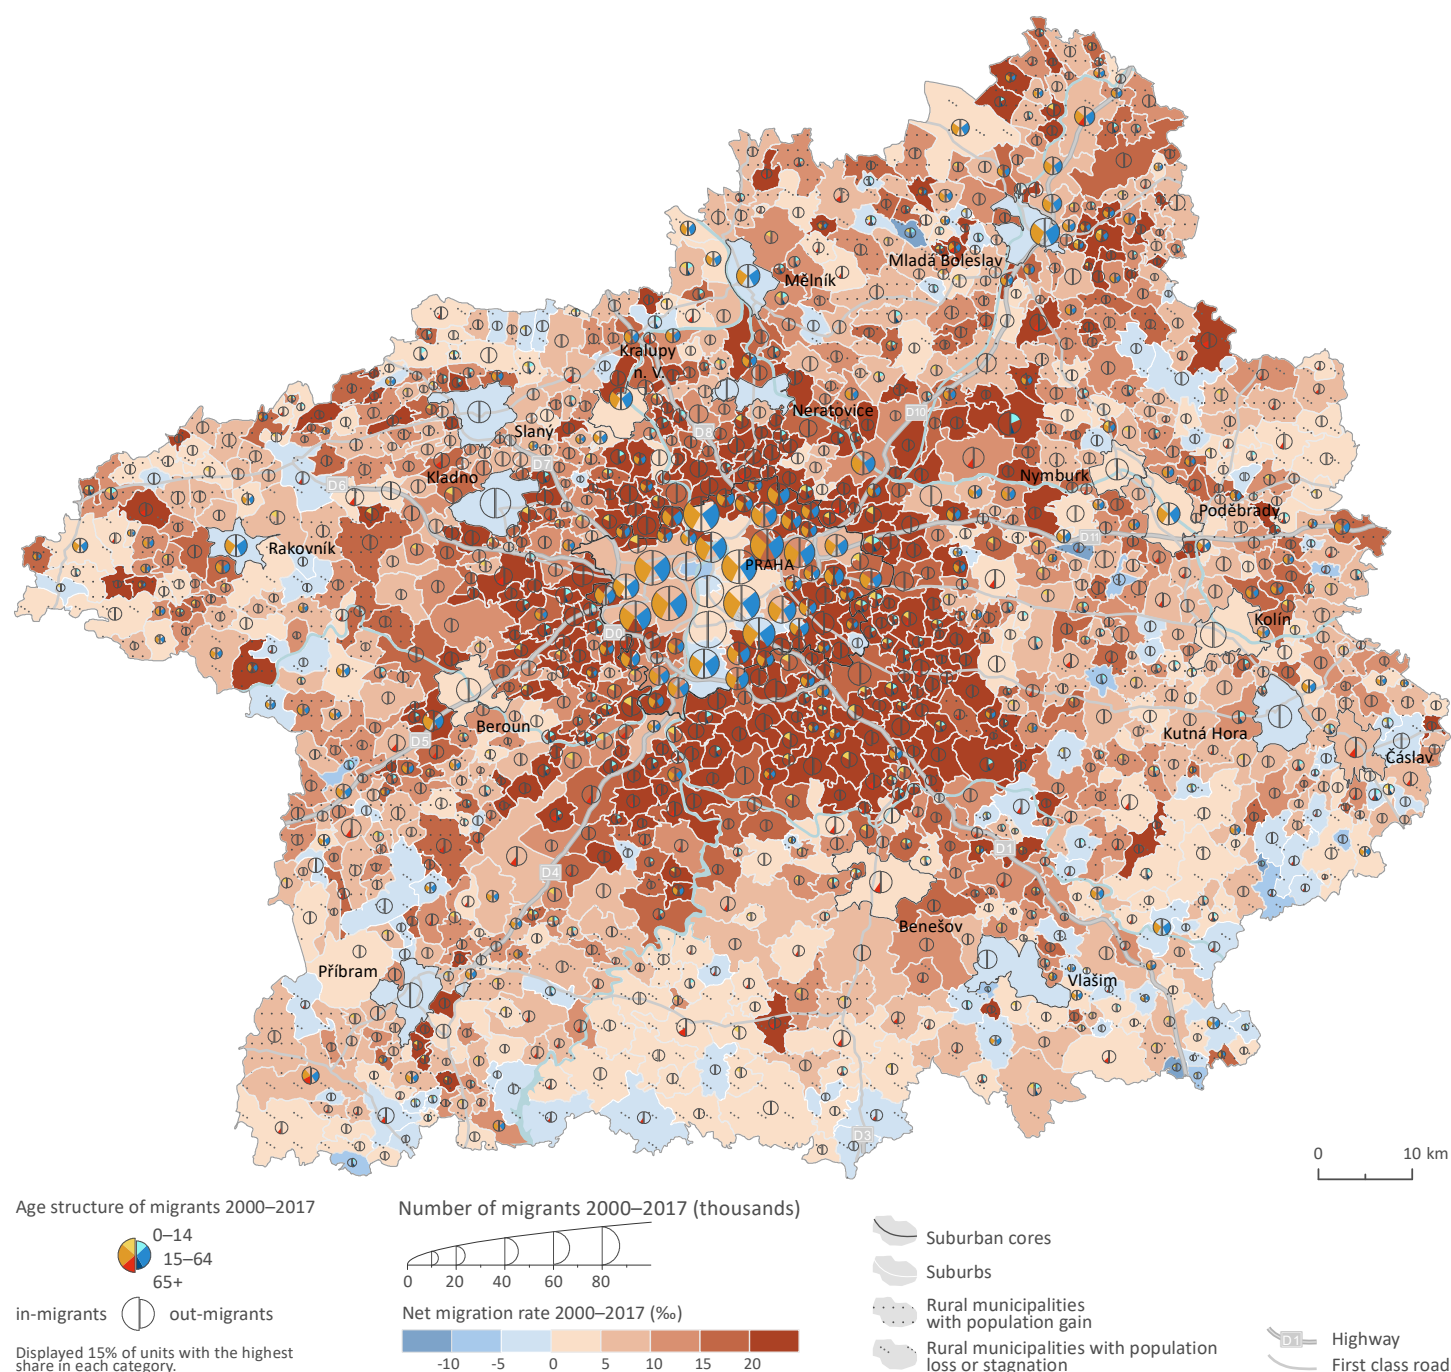 Mladá Boleslav
Mělník
Kralupy
n. V.
Neratovice
D10
D8
Slaný
D7
Kladno
D6
Nymburk
Poděbrady
D11
Rakovník
PRAHA
Kolín
D0
Beroun
D5
Kutná Hora
Čáslav
D4
D1
Benešov
Příbram
Vlašim
D3
0 10 km
Age structure of migrants 2000–2017
0–14
15–64
65+
in-migrants out-migrants
Displayed 15% of units with the highest
share in each category.
Number of migrants 2000–2017 (thousands)
0 20 40 60 80
Net migration rate 2000–2017 (‰)
-10 -5 0 5 10 15 20
Suburban cores
Suburbs
Rural municipalities
with population gain
Rural municipalities with population
loss or stagnation
D1 Highway
First class road